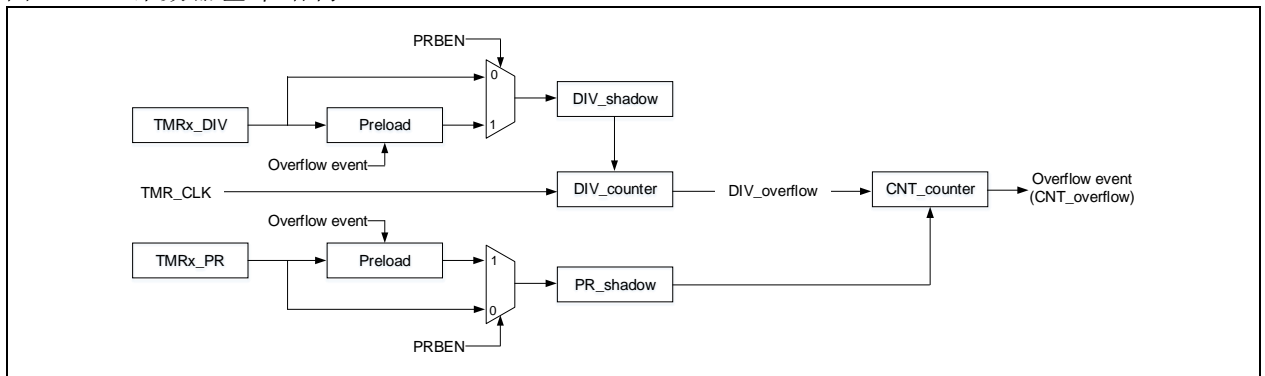 PRBEN
0
DIV_shadow
TMRx_DIV
Preload
1
Overflow event
TMR_CLK
DIV_counter
DIV_overflow
CNT_counter
Overflow event
(CNT_overflow)
Overflow event
TMRx_PR
Preload
1
PR_shadow
0
PRBEN